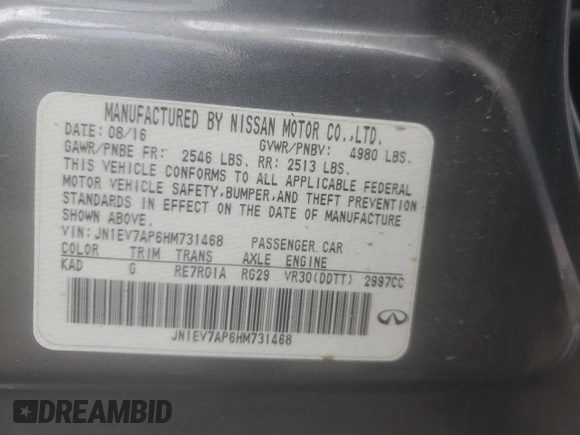 MANUFACTURED BY NISSAN MOTOR CO.,LTD.
DATE: 08/16 GVWR/PNBV: 4980 LBS.
GAWR/PNBE FR: 2546 LBS. RR: 2513 LBS.
THIS VEHICLE CONFORMS TO ALL APPLICABLE FEDERAL
MOTOR VEHICLE SAFETY,BUMPER,AND THEFT PREVENTION
STANDARDS IN EFFECT ON THE DATE OF MANUFACTURE
SHOWN ABOVE.
VIN: JN1EV7AP6HM731468 PASSENGER CAR
COLOR TRIM TRANS AXLE ENGINE
KAD G RE7R01A RG29 VR30(DDTT) 2997CC
JN1EV7AP6HM731468
DREAMBID